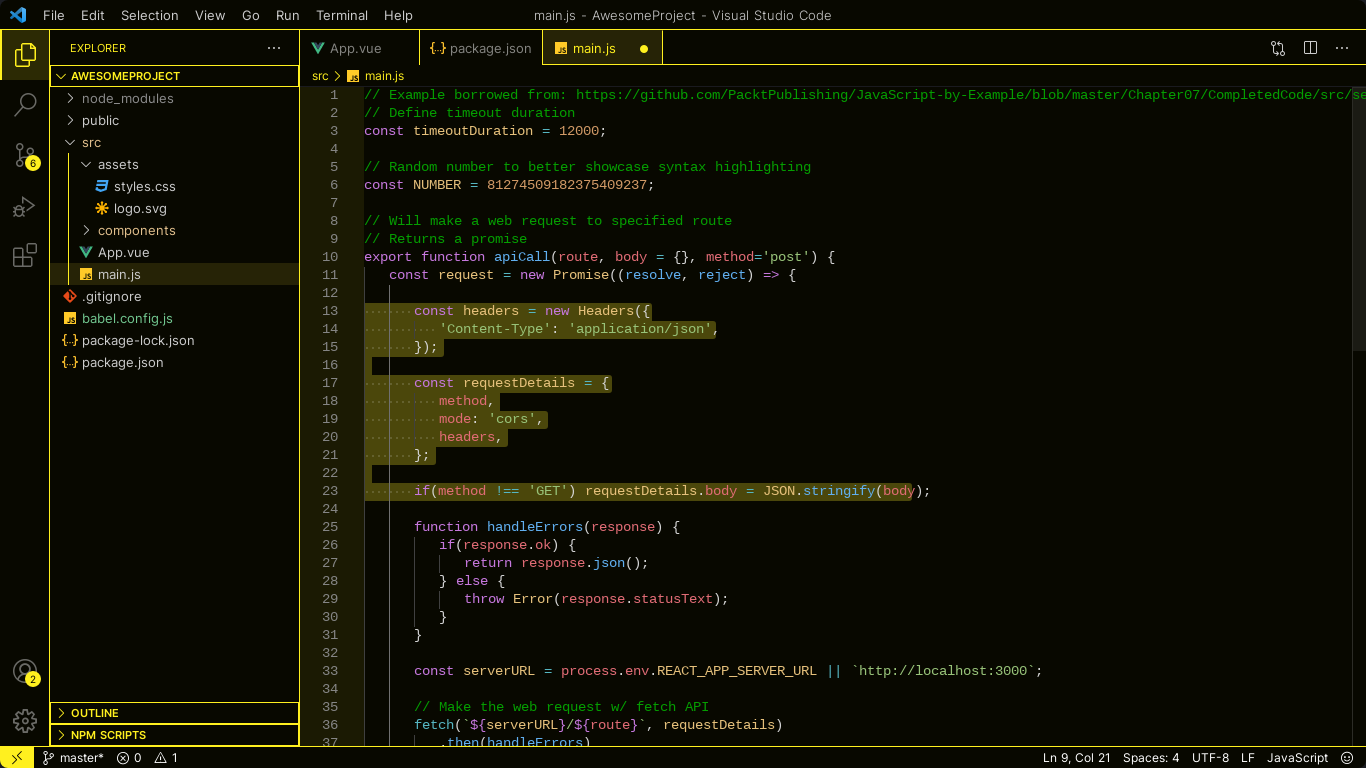 File Edit Selection View Go Run Terminal Help
main.js - AwesomeProject - Visual Studio Code
EXPLORER
AWESOMEPROJECT
node_modules
public
src
assets
styles.css
logo.svg
components
App.vue
main.js
.gitignore
babel.config.js
package-lock.json
package.json
OUTLINE
NPM SCRIPTS
6
2
App.vue package.json main.js
src > main.js
1 // Example borrowed from: https://github.com/PacktPublishing/JavaScript-by-Example/blob/master/Chapter07/CompletedCode/src/se
2 // Define timeout duration
3 const timeoutDuration = 12000;
4
5 // Random number to better showcase syntax highlighting
6 const NUMBER = 81274509182375409237;
7
8 // Will make a web request to specified route
9 // Returns a promise
10 export function apiCall(route, body = {}, method='post') {
11 const request = new Promise((resolve, reject) => {
12
13 const headers = new Headers({
14 'Content-Type': 'application/json',
15 });
16
17 const requestDetails = {
18 method,
19 mode: 'cors',
20 headers,
21 };
22
23 if(method !== 'GET') requestDetails.body = JSON.stringify(body);
24
25 function handleErrors(response) {
26 if(response.ok) {
27 return response.json();
28 } else {
29 throw Error(response.statusText);
30 }
31 }
32
33 const serverURL = process.env.REACT_APP_SERVER_URL || `http://localhost:3000`;
34
35 // Make the web request w/ fetch API
36 fetch(`${serverURL}/${route}`, requestDetails)
37 .then(handleErrors)
master* 0 1
Ln 9, Col 21 Spaces: 4 UTF-8 LF JavaScript